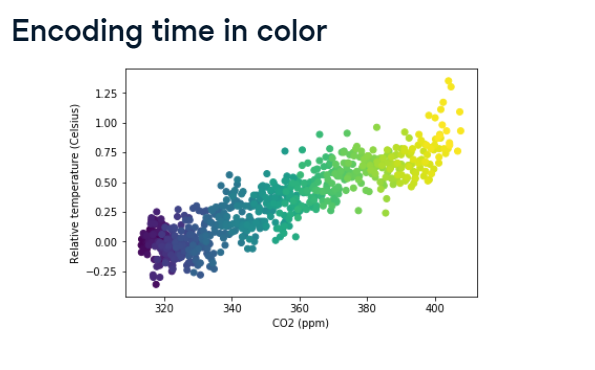 Encoding time in color
1.25
1.00
0.75
0.50
0.25
0.00
−0.25
Relative temperature (Celsius)
320 340 360 380 400
CO2 (ppm)